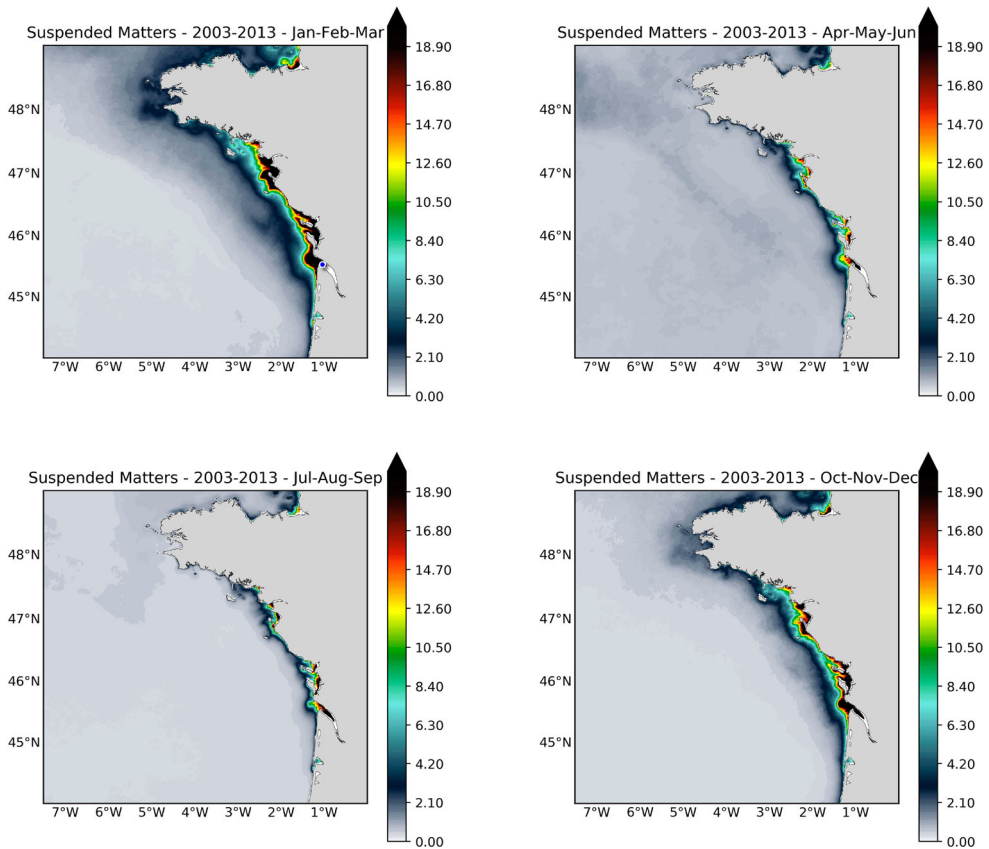 Suspended Matters - 2003-2013 - Jan-Feb-Mar
18.90
16.80
14.70
12.60
10.50
8.40
6.30
4.20
2.10
0.00
48°N
47°N
46°N
45°N
7°W 6°W 5°W 4°W 3°W 2°W 1°W
Suspended Matters - 2003-2013 - Apr-May-Jun
18.90
16.80
14.70
12.60
10.50
8.40
6.30
4.20
2.10
0.00
48°N
47°N
46°N
45°N
7°W 6°W 5°W 4°W 3°W 2°W 1°W
Suspended Matters - 2003-2013 - Jul-Aug-Sep
18.90
16.80
14.70
12.60
10.50
8.40
6.30
4.20
2.10
0.00
48°N
47°N
46°N
45°N
7°W 6°W 5°W 4°W 3°W 2°W 1°W
Suspended Matters - 2003-2013 - Oct-Nov-Dec
18.90
16.80
14.70
12.60
10.50
8.40
6.30
4.20
2.10
0.00
48°N
47°N
46°N
45°N
7°W 6°W 5°W 4°W 3°W 2°W 1°W